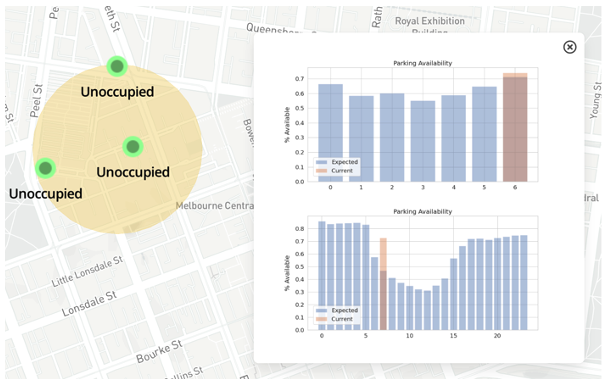 Royal Exhibition
Building
Queensb
Rath
eth St
Pe
Peel St
Young St
Unoccupied
Unoccupied
Unoccupied
Bowe
Melbourne Centra
Little Lonsdale St
Lonsdale St
Bourke St
Collins St
dral
Parking Availability
% Available
0.7
0.6
0.5
0.4
0.3
0.2
0.1
0.0
Expected
Current
0 1 2 3 4 5 6
Parking Availability
% Available
0.8
0.7
0.6
0.5
0.4
0.3
0.2
0.1
0.0
Expected
Current
0 5 10 15 20